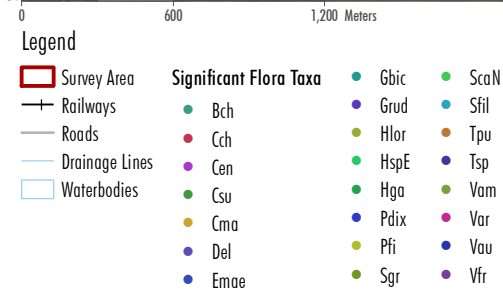 0 600 1,200 Meters
Legend
Survey Area
Railways
Roads
Drainage Lines
Waterbodies
Significant Flora Taxa
Bch
Cch
Cen
Csu
Cma
Del
Emae
Gbic
Grud
Hlor
HspE
Hga
Pdix
Pfi
Sgr
ScaN
Sfil
Tpu
Tsp
Vam
Var
Vau
Vfr